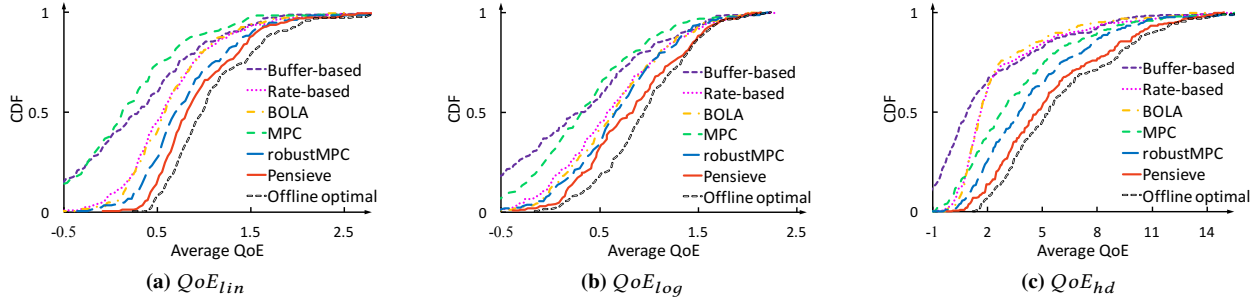 1
0.5
0
CDF
-0.5
0.5
1.5
2.5
Average QoE
Buffer-based
Rate-based
BOLA
MPC
robustMPC
Pensieve
Offline optimal
(a) QoE_lin
1
0.5
0
CDF
-0.5
0.5
1.5
2.5
Average QoE
Buffer-based
Rate-based
BOLA
MPC
robustMPC
Pensieve
Offline optimal
(b) QoE_log
1
0.5
0
CDF
-1
2
5
8
11
14
Average QoE
Buffer-based
Rate-based
BOLA
MPC
robustMPC
Pensieve
Offline optimal
(c) QoE_hd